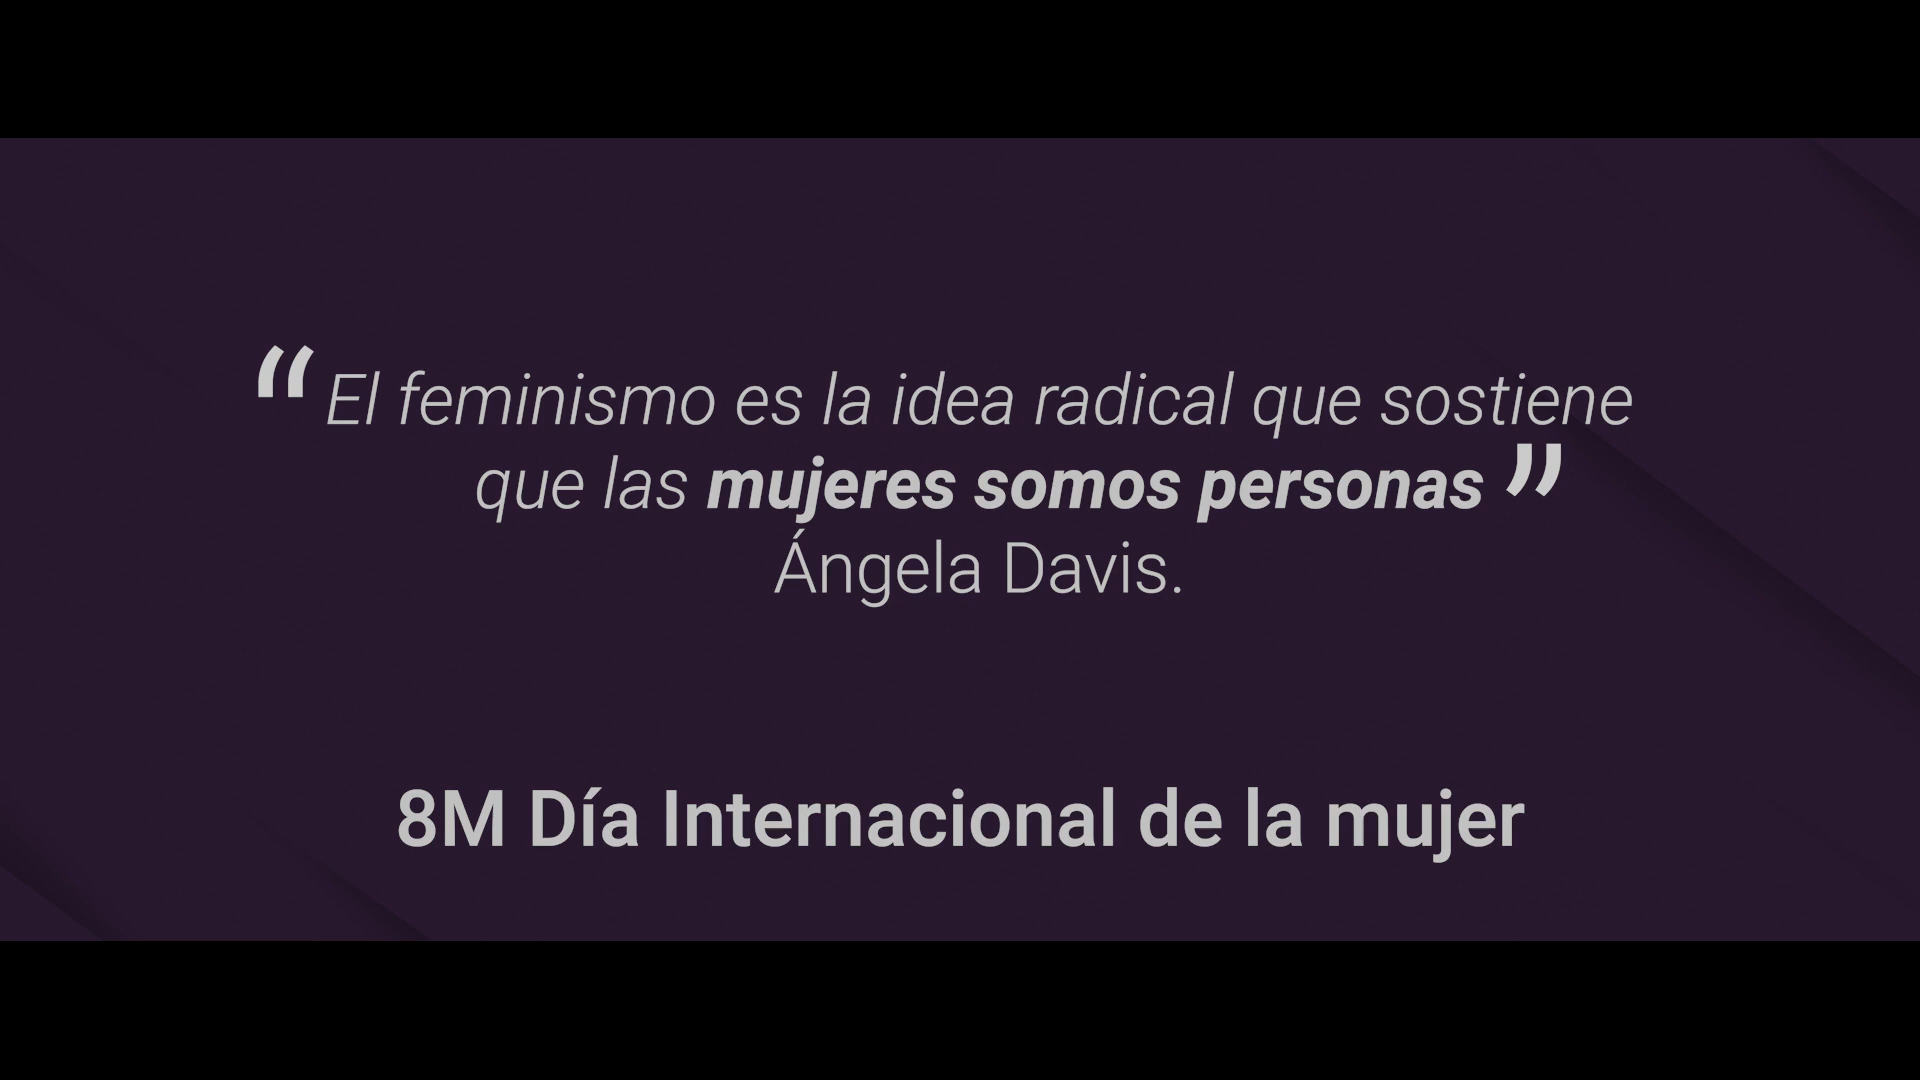 “El feminismo es la idea radical que sostiene
que las mujeres somos personas”
Ángela Davis.
8M Día Internacional de la mujer